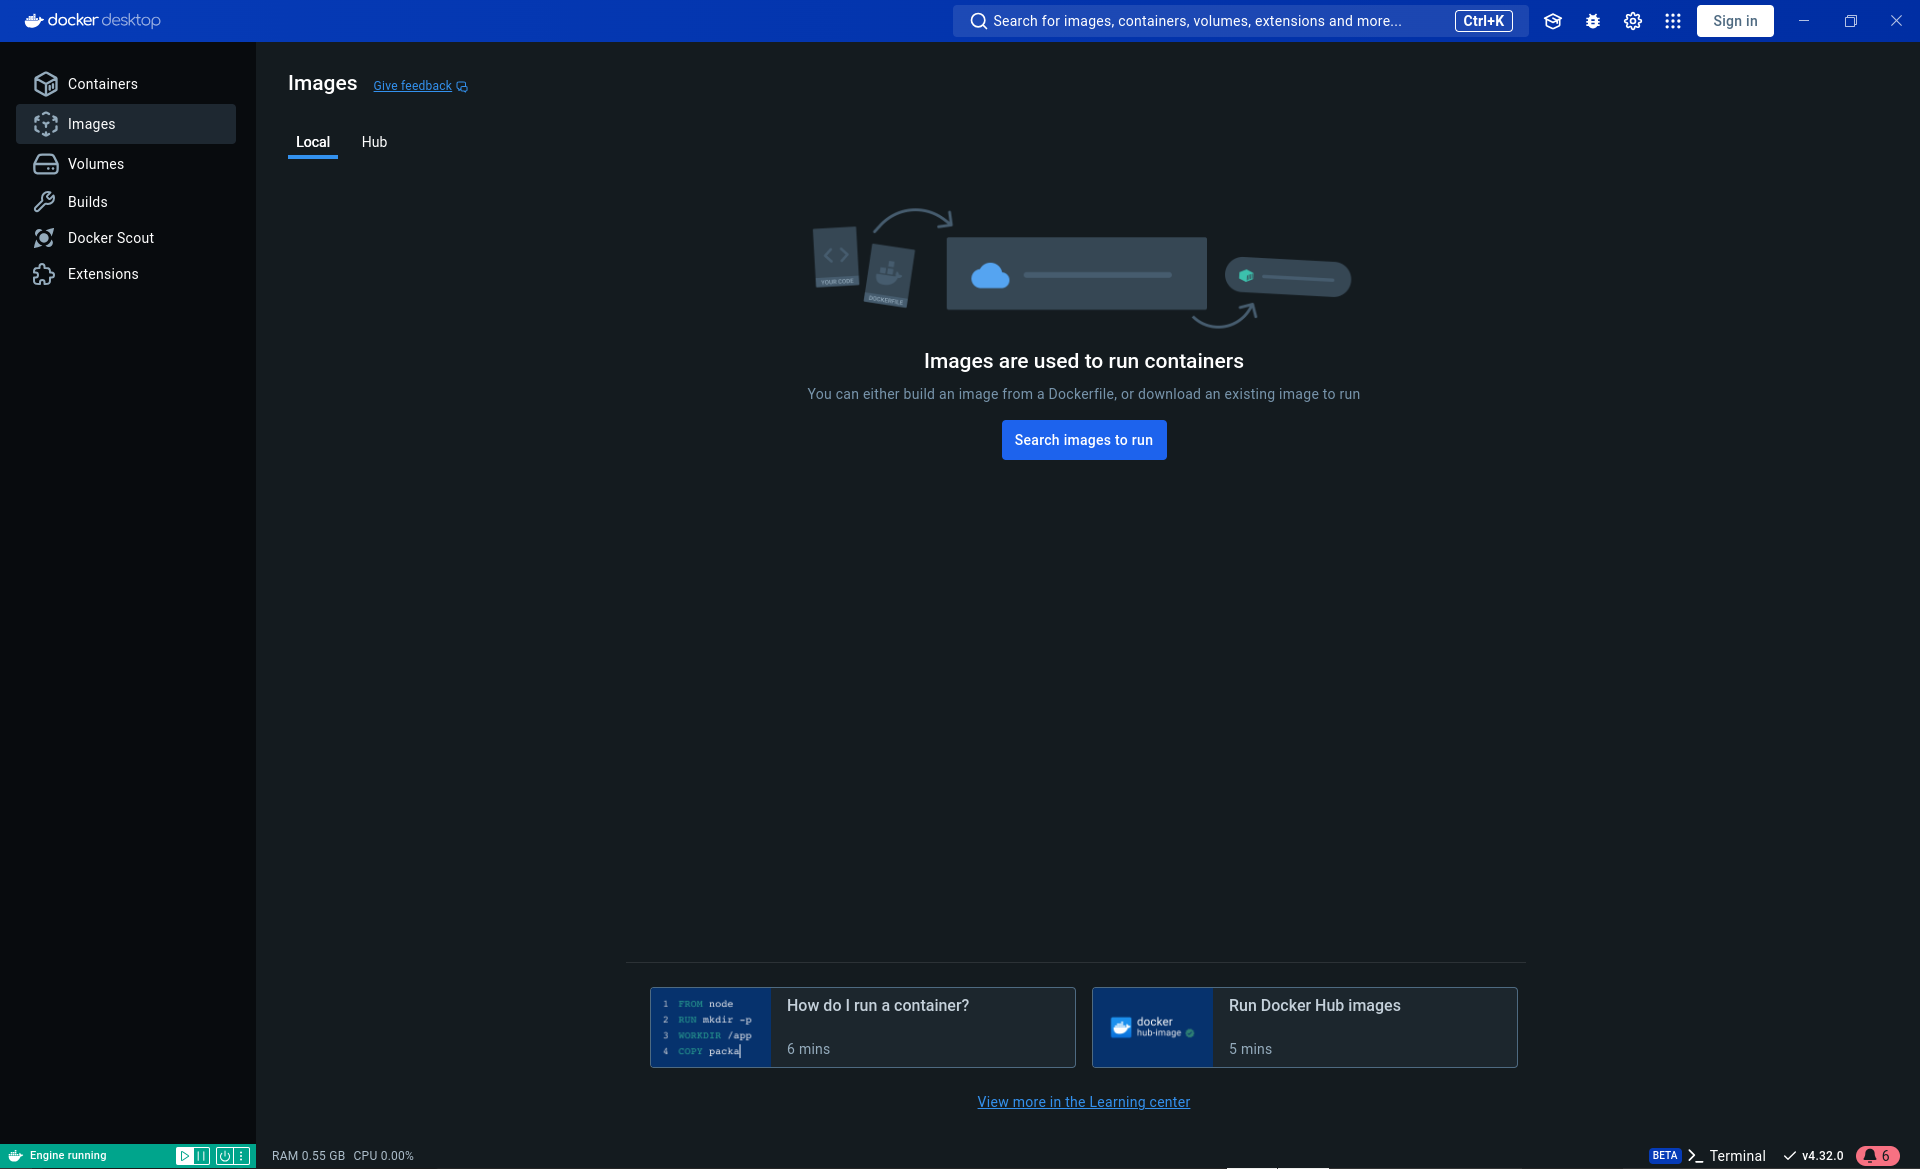 docker desktop
Search for images, containers, volumes, extensions and more...
Ctrl+K
Sign in
Containers
Images
Volumes
Builds
Docker Scout
Extensions
Images
Give feedback
Local
Hub
YOUR CODE
DOCKERFILE
Images are used to run containers
You can either build an image from a Dockerfile, or download an existing image to run
Search images to run
1 FROM node
2 RUN mkdir -p
3 WORKDIR /app
4 COPY packa
How do I run a container?
6 mins
docker
hub-image
Run Docker Hub images
5 mins
View more in the Learning center
Engine running
RAM 0.55 GB CPU 0.00%
BETA
Terminal
v4.32.0
6